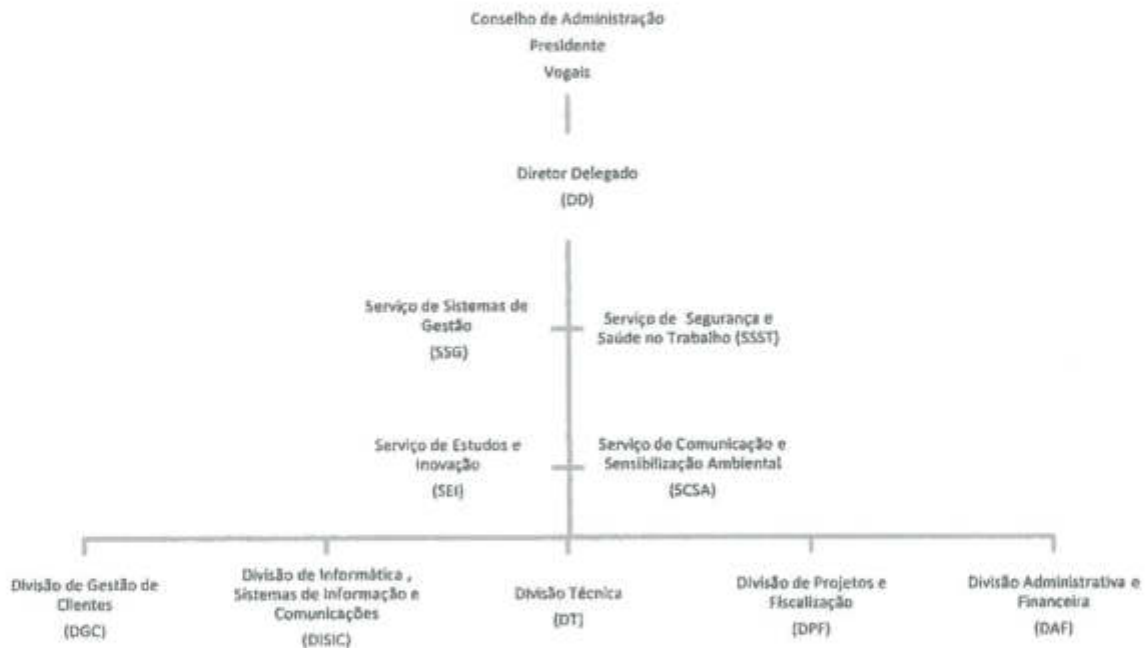 Conselho de Administração
Presidente
Vogais
Diretor Delegado
(DD)
Serviço de Sistemas de
Gestão
(SSG)
Serviço de Segurança e
Saúde no Trabalho (SSST)
Serviço de Estudos e
Inovação
(SEI)
Serviço de Comunicação e
Sensibilização Ambiental
(SCSA)
Divisão de Gestão de
Clientes
(DGC)
Divisão de Informática ,
Sistemas de Informação e
Comunicações
(DISIC)
Divisão Técnica
(DT)
Divisão de Projetos e
Fiscalização
(DPF)
Divisão Administrativa e
Financeira
(DAF)